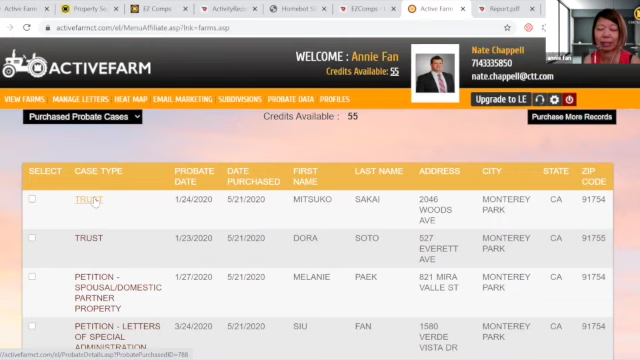 Property So
EZ Comps
ActivityRepo
Homebot Sl
EZComps
Active Farm
Report.pdf
activefarmct.com/el/MenuAffiliate.asp?lnk=farms.asp
annie Fan
ACTIVEFARM
WELCOME : Annie Fan
Credits Available: 55
Nate Chappell
7143335850
nate.chappell@ctt.com
VIEW FARMS MANAGE LETTERS HEAT MAP EMAIL MARKETING SUBDIVISIONS PROBATE DATA PROFILES
Upgrade to LE
Purchased Probate Cases
Credits Available : 55
Purchase More Records
SELECT CASE TYPE PROBATE DATE DATE PURCHASED FIRST NAME LAST NAME ADDRESS CITY STATE ZIP CODE
TRUST 1/24/2020 5/21/2020 MITSUKO SAKAI 2046 WOODS AVE MONTEREY PARK CA 91754
TRUST 1/23/2020 5/21/2020 DORA SOTO 527 EVERETT AVE MONTEREY PARK CA 91755
PETITION - SPOUSAL/DOMESTIC PARTNER PROPERTY 1/27/2020 5/21/2020 MELANIE PAEK 821 MIRA VALLE ST MONTEREY PARK CA 91754
PETITION - LETTERS OF SPECIAL ADMINISTRATION 3/24/2020 5/21/2020 SIU FAN 1580 VERDE VISTA DR MONTEREY PARK CA 91754
//activefarmct.com/el/ProbateDetails.asp?ProbatePurchasedID=788